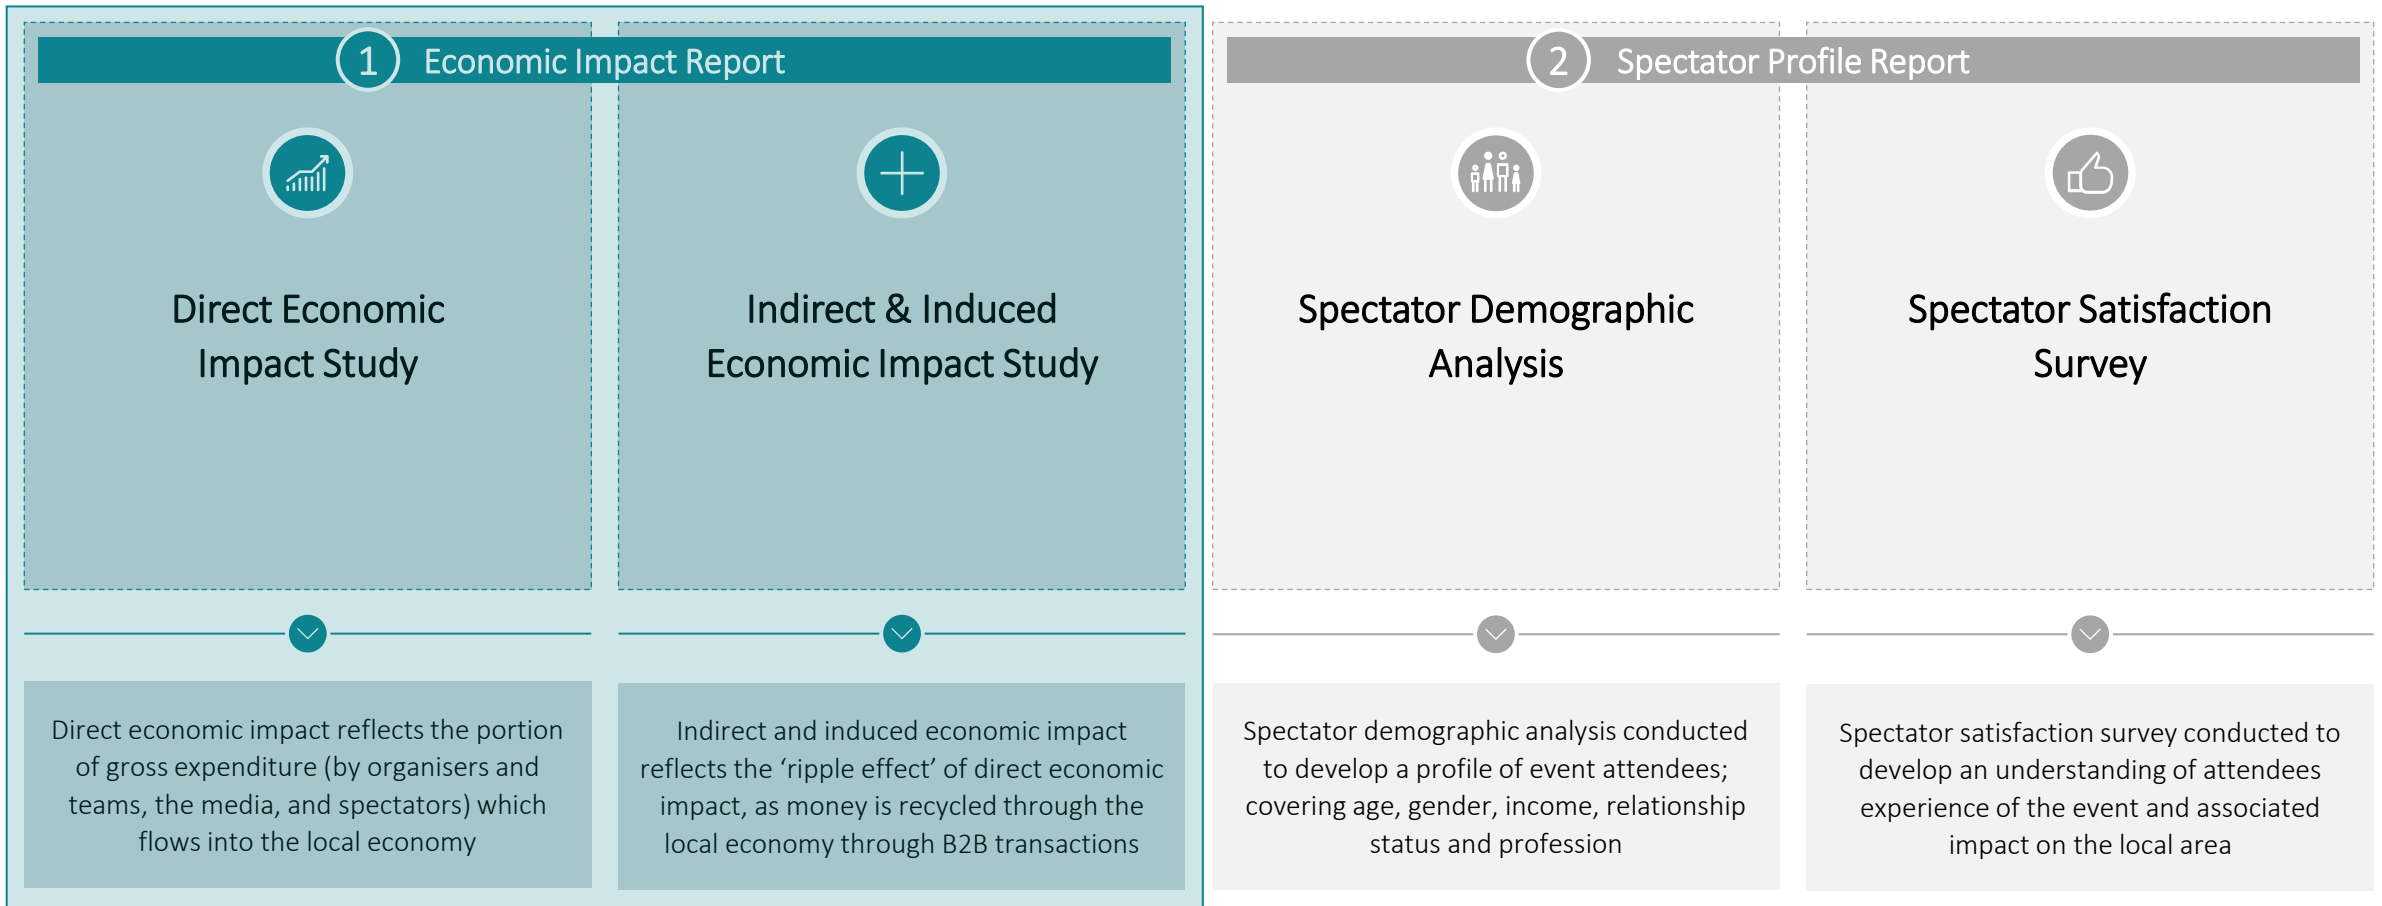 1 Economic Impact Report
Direct Economic
Impact Study
Direct economic impact reflects the portion
of gross expenditure (by organisers and
teams, the media, and spectators) which
flows into the local economy
Indirect & Induced
Economic Impact Study
Indirect and induced economic impact
reflects the ‘ripple effect’ of direct economic
impact, as money is recycled through the
local economy through B2B transactions
2 Spectator Profile Report
Spectator Demographic
Analysis
Spectator demographic analysis conducted
to develop a profile of event attendees;
covering age, gender, income, relationship
status and profession
Spectator Satisfaction
Survey
Spectator satisfaction survey conducted to
develop an understanding of attendees
experience of the event and associated
impact on the local area